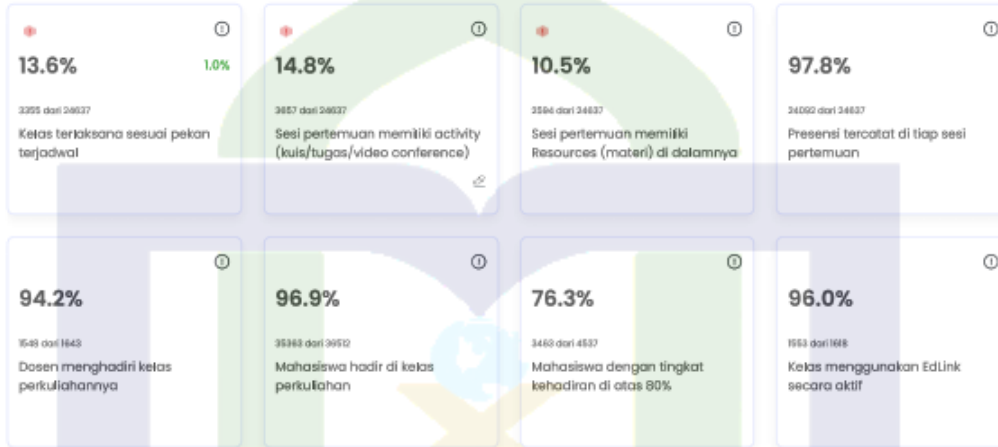 13.6%
1.0%
3355 dari 24637
Kelas terlaksana sesuai pekan
terjadwal
14.8%
3657 dari 24637
Sesi pertemuan memiliki activity
(kuis/tugas/video conference)
10.5%
2594 dari 24637
Sesi pertemuan memiliki
Resources (materi) di dalamnya
97.8%
24092 dari 24637
Presensi tercatat di tiap sesi
pertemuan
94.2%
1548 dari 1643
Dosen menghadiri kelas
perkuliahannya
96.9%
35363 dari 36512
Mahasiswa hadir di kelas
perkuliahan
76.3%
3463 dari 4537
Mahasiswa dengan tingkat
kehadiran di atas 80%
96.0%
1553 dari 1618
Kelas menggunakan EdLink
secara aktif